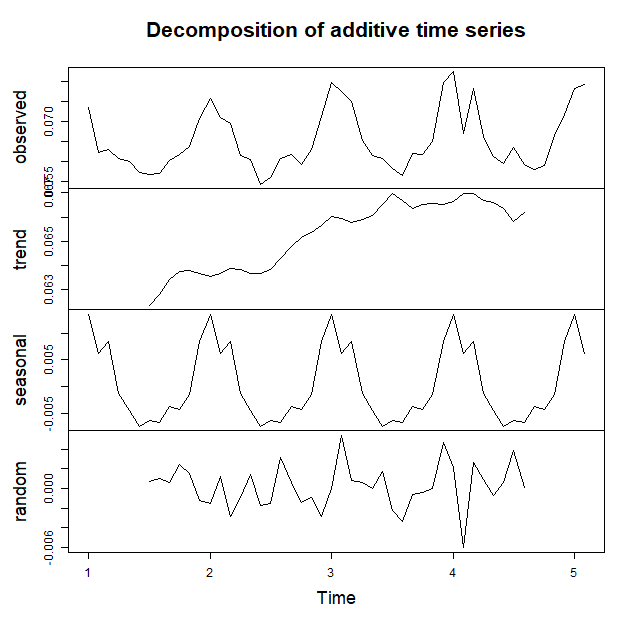 Decomposition of additive time series
observed
0.070
0.055
trend
0.065
0.063
seasonal
0.005
-0.005
random
0.000
-0.006
1 2 3 4 5
Time